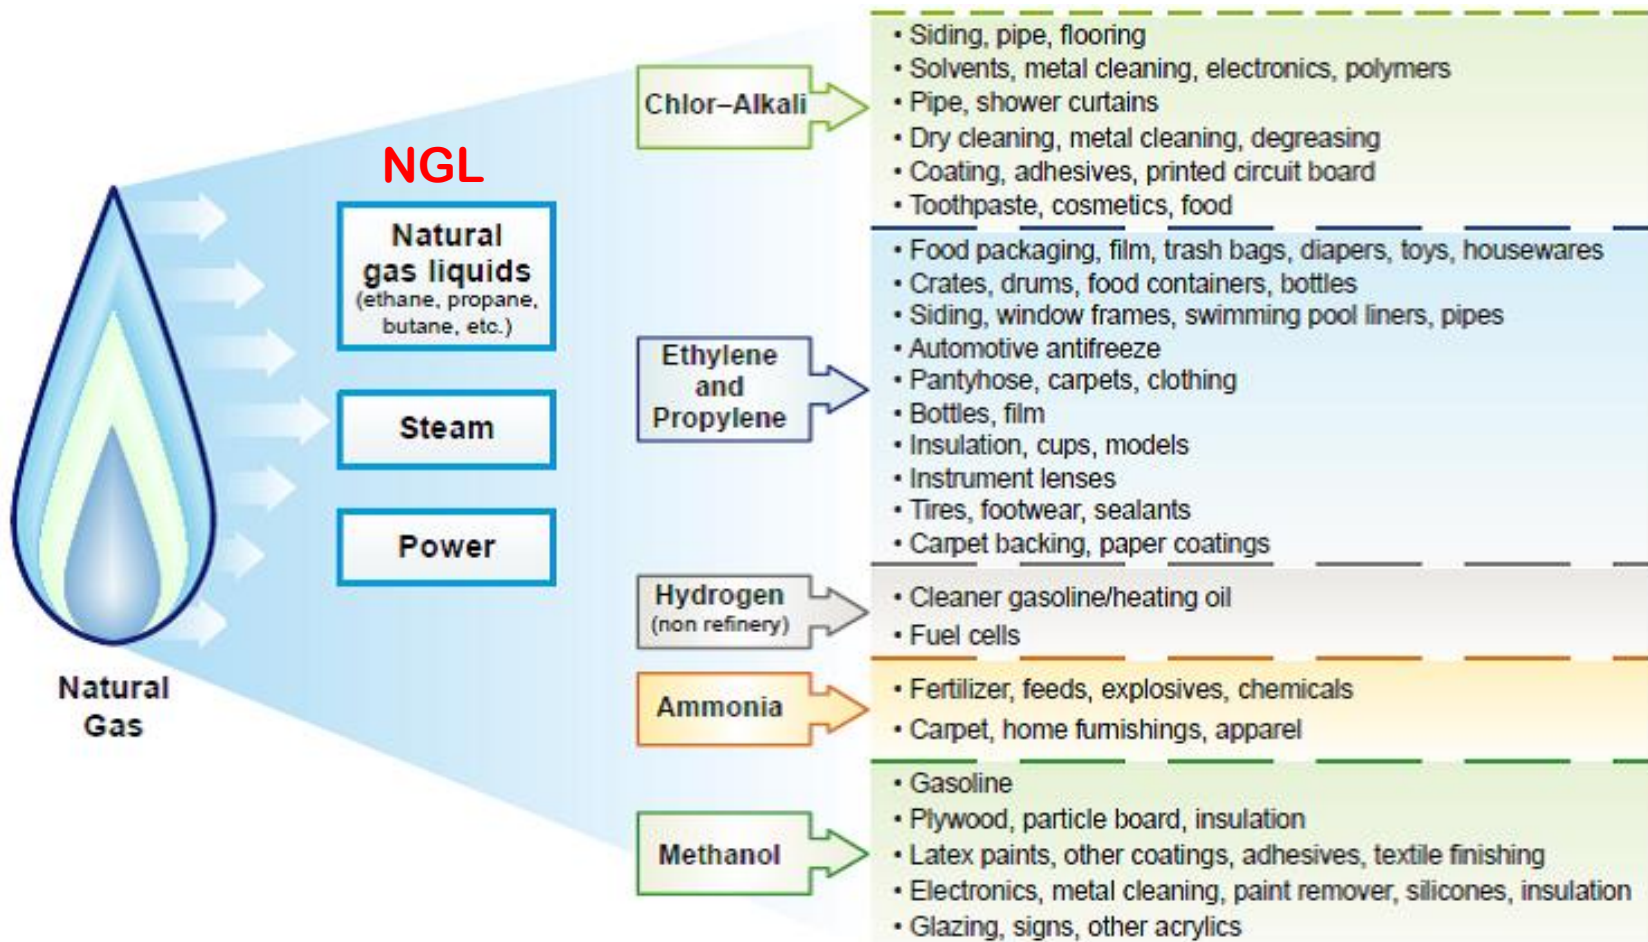 NGL
Natural
gas liquids
(ethane, propane,
butane, etc.)
Steam
Power
Natural
Gas
Chlor–Alkali
• Siding, pipe, flooring
• Solvents, metal cleaning, electronics, polymers
• Pipe, shower curtains
• Dry cleaning, metal cleaning, degreasing
• Coating, adhesives, printed circuit board
• Toothpaste, cosmetics, food
Ethylene
and
Propylene
• Food packaging, film, trash bags, diapers, toys, housewares
• Crates, drums, food containers, bottles
• Siding, window frames, swimming pool liners, pipes
• Automotive antifreeze
• Pantyhose, carpets, clothing
• Bottles, film
• Insulation, cups, models
• Instrument lenses
• Tires, footwear, sealants
• Carpet backing, paper coatings
Hydrogen
(non refinery)
• Cleaner gasoline/heating oil
• Fuel cells
Ammonia
• Fertilizer, feeds, explosives, chemicals
• Carpet, home furnishings, apparel
Methanol
• Gasoline
• Plywood, particle board, insulation
• Latex paints, other coatings, adhesives, textile finishing
• Electronics, metal cleaning, paint remover, silicones, insulation
• Glazing, signs, other acrylics